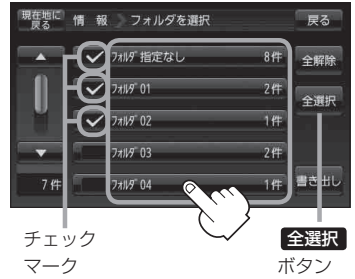 現在地に戻る 情 報 フォルダを選択 戻る
フォルダ指定なし 8件 全解除
フォルダ01 2件
全選択
フォルダ02 1件
フォルダ03 2件
7件 フォルダ04 1件 書き出し
チェックマーク
全選択ボタン